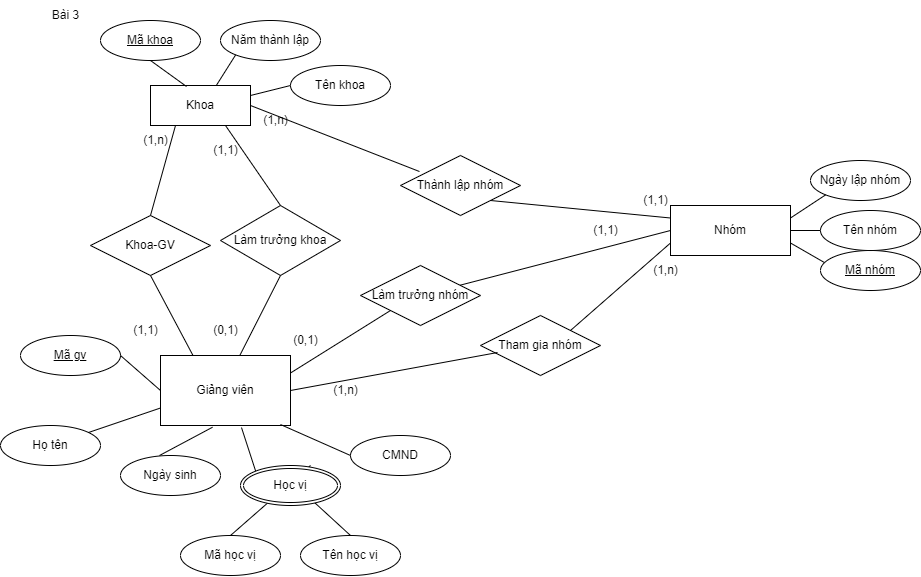 Bài 3
Mã khoa
Năm thành lập
Tên khoa
Khoa
(1,n)
(1,n)
(1,1)
Thành lập nhóm
Ngày lập nhóm
(1,1)
Khoa-GV
Làm trưởng khoa
(1,1)
Nhóm
Tên nhóm
(1,n)
Mã nhóm
Làm trưởng nhóm
(1,1)
(0,1)
(0,1)
Tham gia nhóm
Mã gv
Giảng viên
(1,n)
Họ tên
Ngày sinh
CMND
Học vị
Mã học vị
Tên học vị